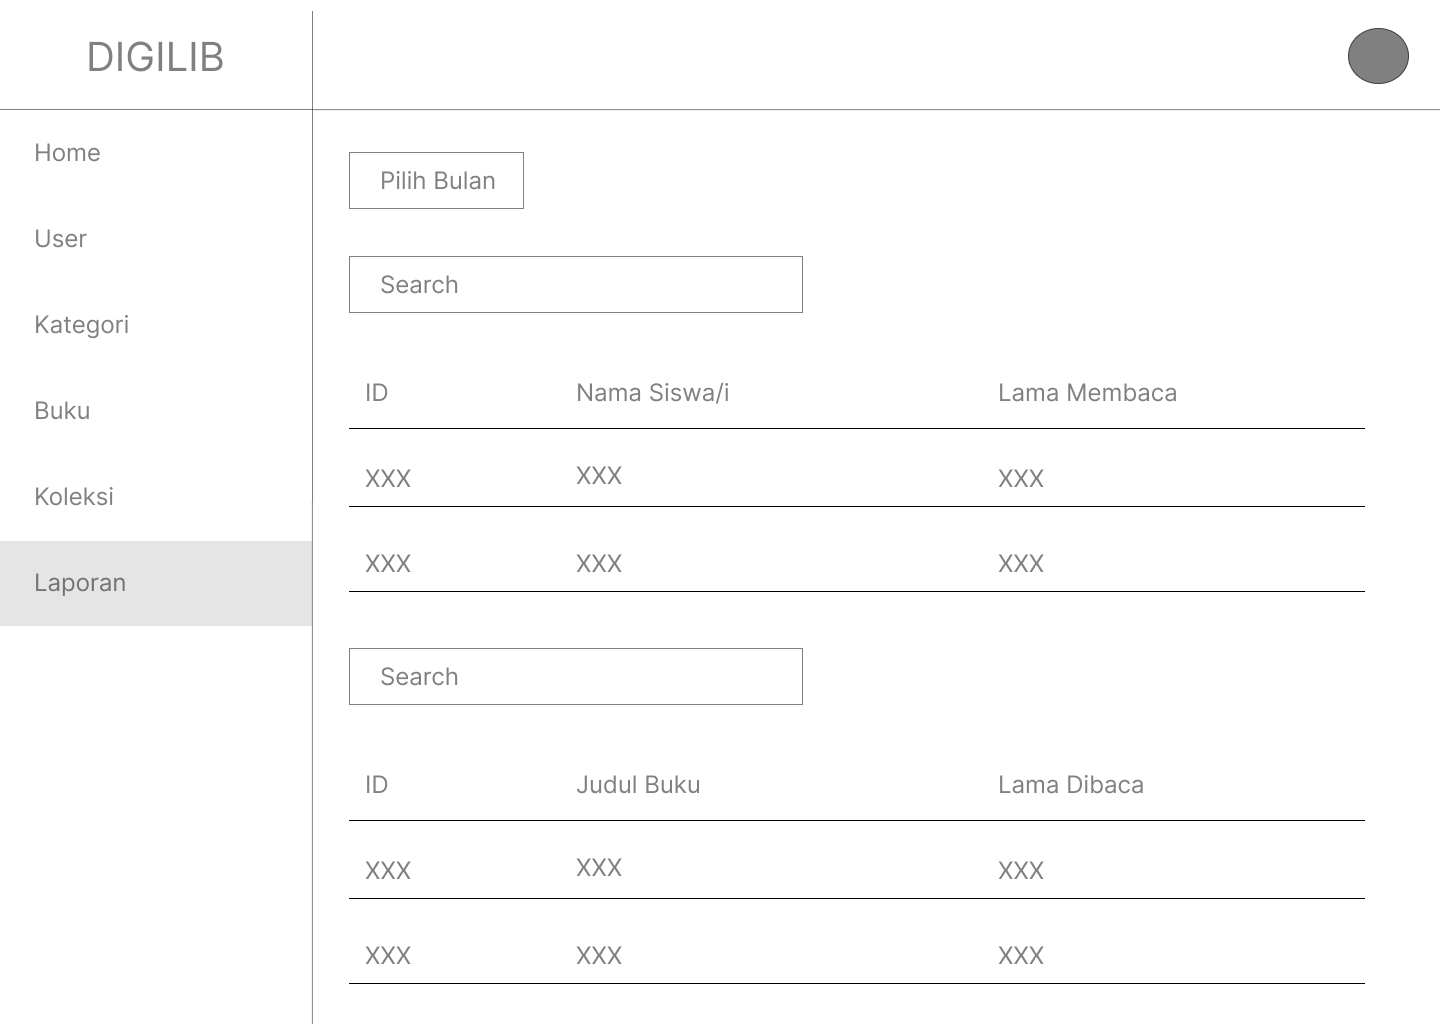 DIGILIB
Home
User
Kategori
Buku
Koleksi
Laporan
Pilih Bulan
Search
ID Nama Siswa/i Lama Membaca
XXX XXX XXX
XXX XXX XXX
Search
ID Judul Buku Lama Dibaca
XXX XXX XXX
XXX XXX XXX